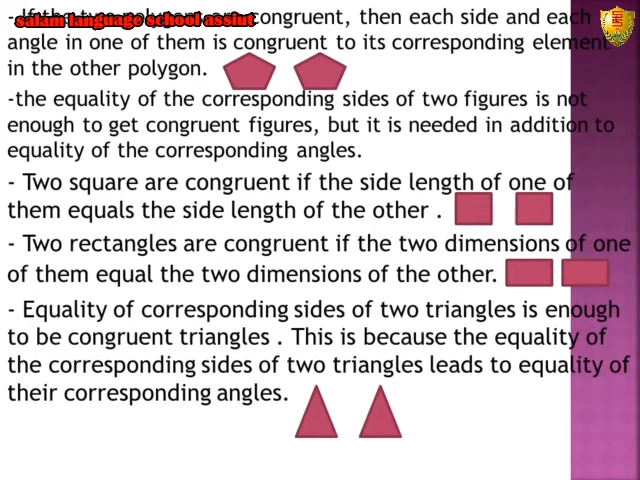 salam language school assiut
- If the two polygons are congruent, then each side and each
angle in one of them is congruent to its corresponding element
in the other polygon.
-the equality of the corresponding sides of two figures is not
enough to get congruent figures, but it is needed in addition to
equality of the corresponding angles.
- Two square are congruent if the side length of one of
them equals the side length of the other .
- Two rectangles are congruent if the two dimensions of one
of them equal the two dimensions of the other.
- Equality of corresponding sides of two triangles is enough
to be congruent triangles . This is because the equality of
the corresponding sides of two triangles leads to equality of
their corresponding angles.